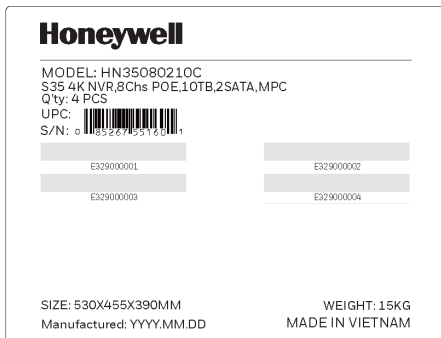 Honeywell
MODEL: HN35080210C
S35 4K NVR,8Chs POE,10TB,2SATA,MPC
Q'ty: 4 PCS
UPC:
S/N: 0 85267 55160 1
E329000001 E329000002
E329000003 E329000004
SIZE: 530X455X390MM WEIGHT: 15KG
Manufactured: YYYY.MM.DD MADE IN VIETNAM